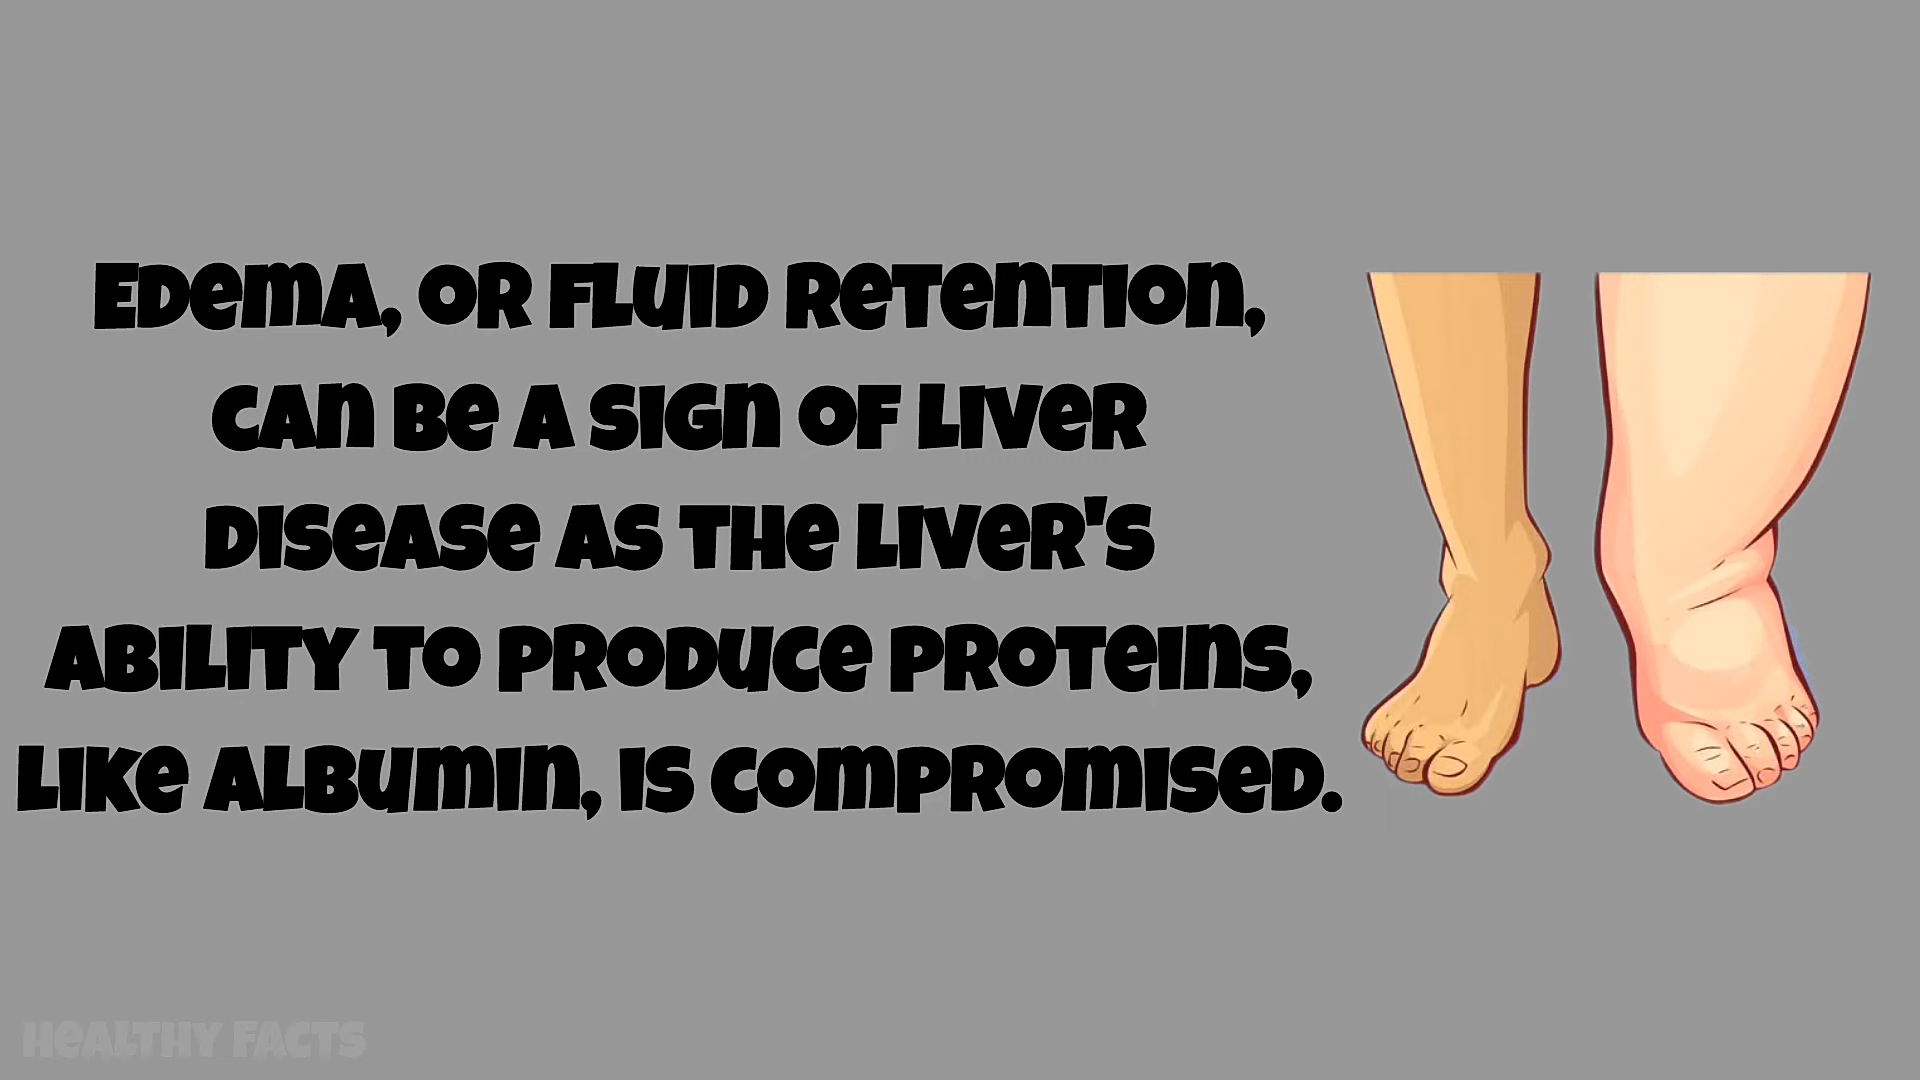 Edema, or fluid retention,
can be a sign of liver
disease as the liver's
ability to produce proteins,
like albumin, is compromised.
Healthy Facts